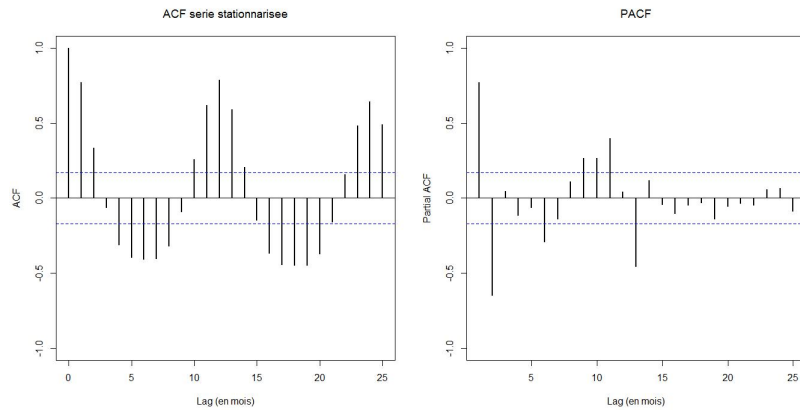 ACF serie stationnarisee
ACF
1.0
0.5
0.0
-0.5
-1.0
0 5 10 15 20 25
Lag (en mois)
PACF
Partial ACF
1.0
0.5
0.0
-0.5
-1.0
5 10 15 20 25
Lag (en mois)